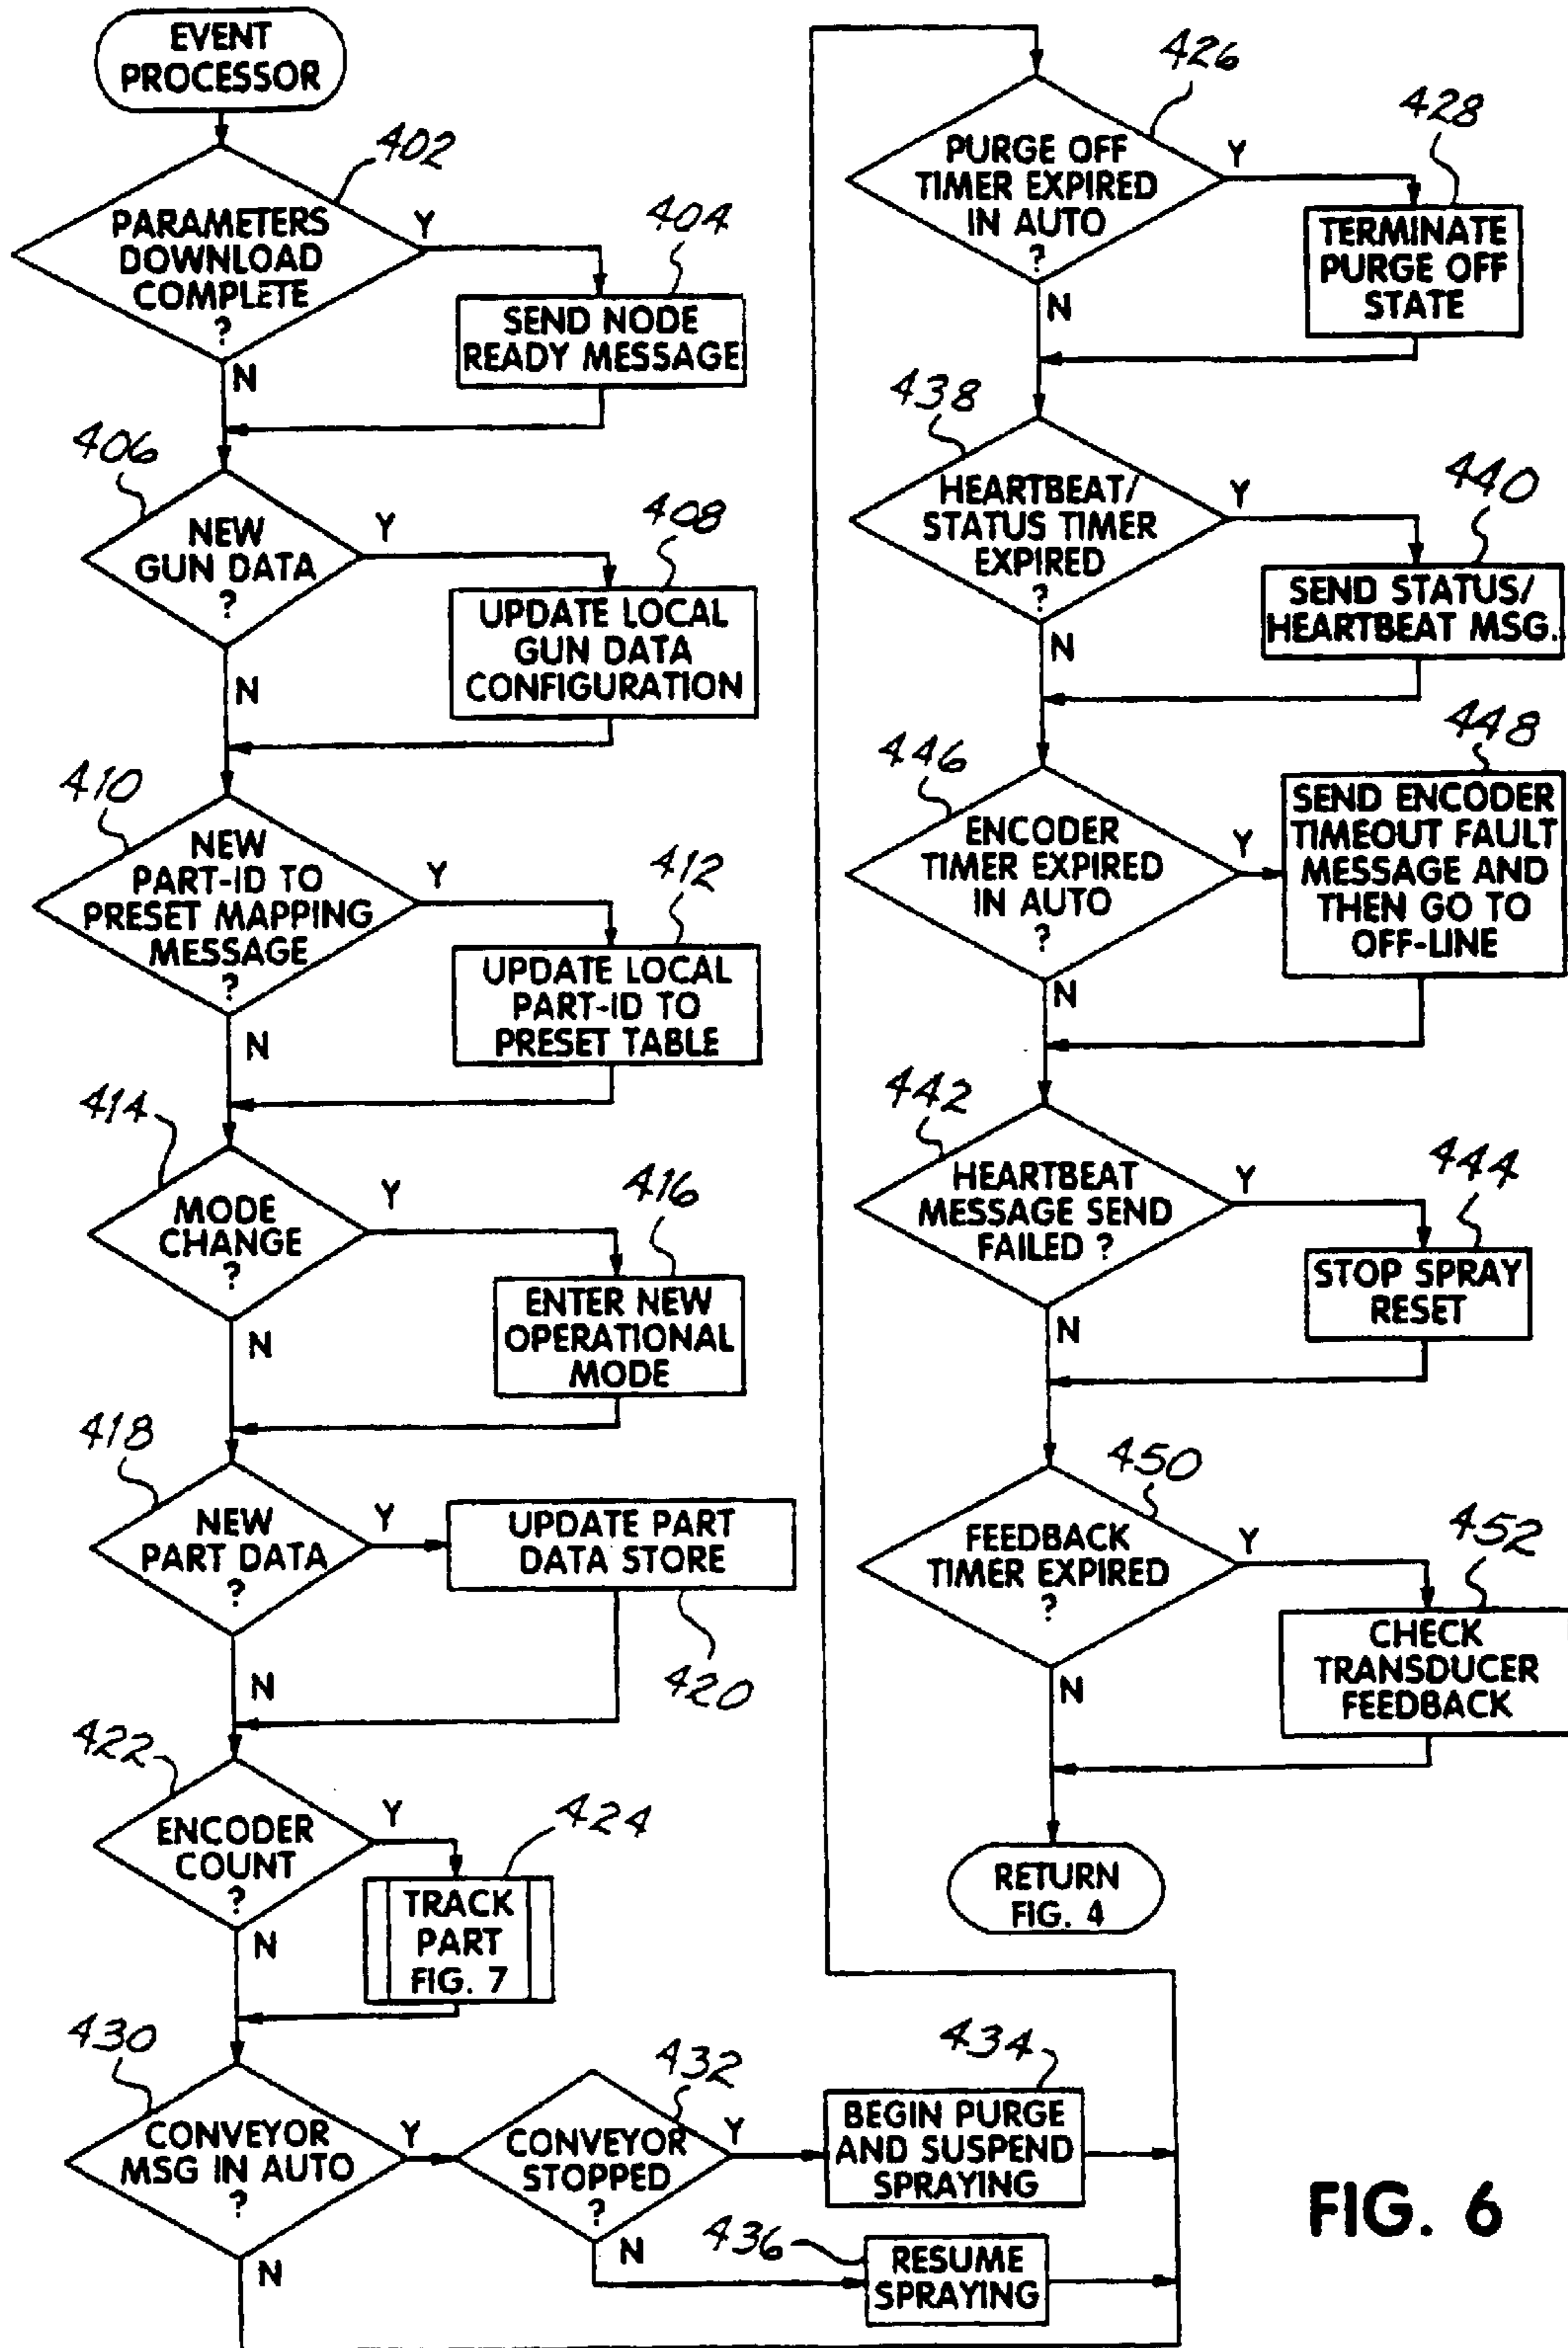 EVENT
PROCESSOR
402
PARAMETERS
DOWNLOAD
COMPLETE
?
Y
N
404
SEND NODE
READY MESSAGE
406
NEW
GUN DATA
?
Y
N
408
UPDATE LOCAL
GUN DATA
CONFIGURATION
410
NEW
PART-ID TO
PRESET MAPPING
MESSAGE
?
Y
N
412
UPDATE LOCAL
PART-ID TO
PRESET TABLE
414
MODE
CHANGE
?
Y
N
416
ENTER NEW
OPERATIONAL
MODE
418
NEW
PART DATA
?
Y
N
UPDATE PART
DATA STORE
420
422
ENCODER
COUNT
?
Y
N
424
TRACK
PART
FIG. 7
430
CONVEYOR
MSG IN AUTO
?
Y
N
432
CONVEYOR
STOPPED
?
Y
N
434
BEGIN PURGE
AND SUSPEND
SPRAYING
436
RESUME
SPRAYING
426
PURGE OFF
TIMER EXPIRED
IN AUTO
?
Y
N
428
TERMINATE
PURGE OFF
STATE
438
HEARTBEAT/
STATUS TIMER
EXPIRED
?
Y
N
440
SEND STATUS/
HEARTBEAT MSG.
446
ENCODER
TIMER EXPIRED
IN AUTO
?
Y
N
448
SEND ENCODER
TIMEOUT FAULT
MESSAGE AND
THEN GO TO
OFF-LINE
442
HEARTBEAT
MESSAGE SEND
FAILED ?
Y
N
444
STOP SPRAY
RESET
450
FEEDBACK
TIMER EXPIRED
?
Y
N
452
CHECK
TRANSDUCER
FEEDBACK
RETURN
FIG. 4
FIG. 6